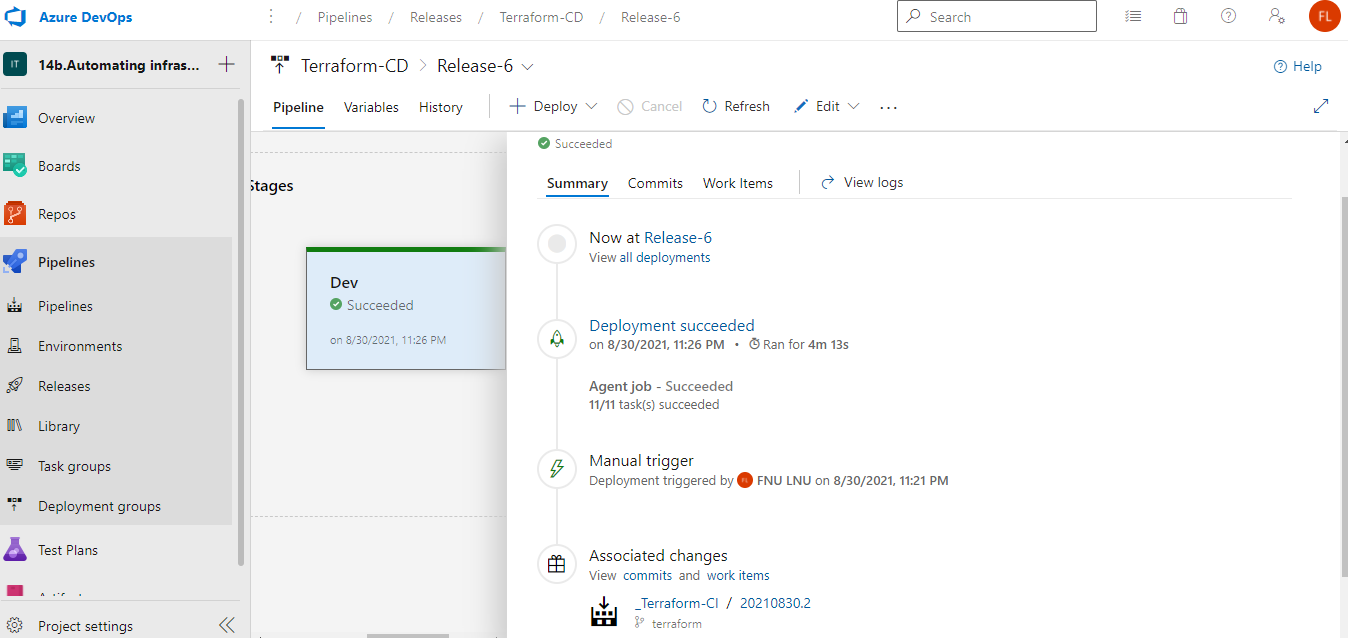 Azure DevOps
/ Pipelines / Releases / Terraform-CD / Release-6
Search
FL
IT 14b.Automating infras...
Terraform-CD > Release-6
Help
Pipeline Variables History Deploy Cancel Refresh Edit ...
Overview
Boards
Repos
Pipelines
Pipelines
Environments
Releases
Library
Task groups
Deployment groups
Test Plans
Project settings
Stages
Dev
Succeeded
on 8/30/2021, 11:26 PM
Succeeded
Summary Commits Work Items View logs
Now at Release-6
View all deployments
Deployment succeeded
on 8/30/2021, 11:26 PM • Ran for 4m 13s
Agent job - Succeeded
11/11 task(s) succeeded
Manual trigger
Deployment triggered by FL FNU LNU on 8/30/2021, 11:21 PM
Associated changes
View commits and work items
_Terraform-CI / 20210830.2
terraform